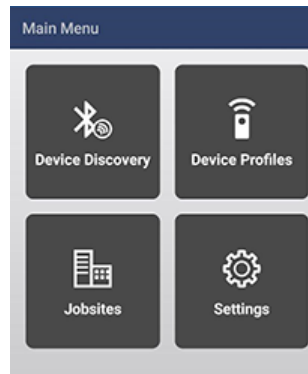 Main Menu
Device Discovery
Device Profiles
Jobsites
Settings